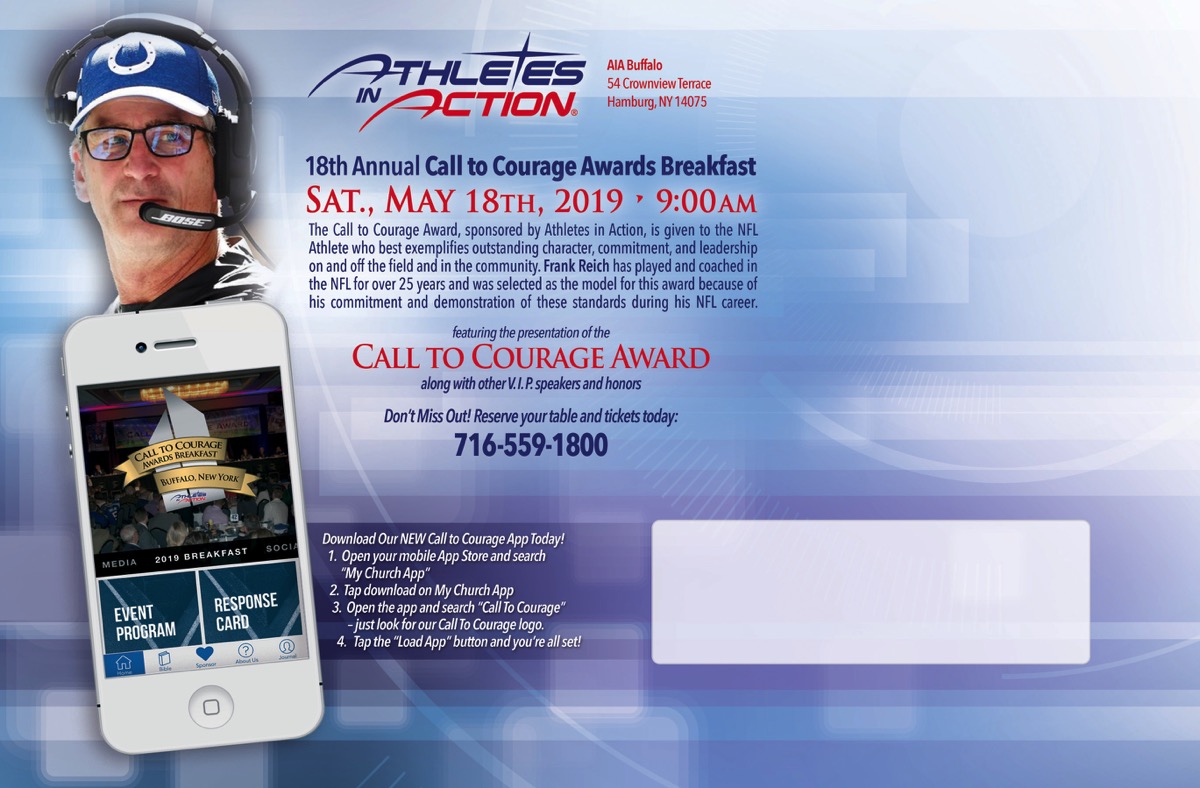 ATHLETES
IN ACTION®
AIA Buffalo
54 Crownview Terrace
Hamburg, NY 14075
18th Annual Call to Courage Awards Breakfast
SAT., MAY 18TH, 2019 • 9:00AM
The Call to Courage Award, sponsored by Athletes in Action, is given to the NFL
Athlete who best exemplifies outstanding character, commitment, and leadership
on and off the field and in the community. Frank Reich has played and coached in
the NFL for over 25 years and was selected as the model for this award because of
his commitment and demonstration of these standards during his NFL career.
featuring the presentation of the
CALL TO COURAGE AWARD
along with other V.I.P. speakers and honors
Don't Miss Out! Reserve your table and tickets today:
716-559-1800
BOSE
CALL TO COURAGE
AWARDS BREAKFAST
BUFFALO, NEW YORK
ATHLETES
IN ACTION
MEDIA 2019 BREAKFAST SOCIA
EVENT
PROGRAM
RESPONSE
CARD
Home Bible Sponsor About Us Journal
Download Our NEW Call to Courage App Today!
1. Open your mobile App Store and search
"My Church App"
2. Tap download on My Church App
3. Open the app and search "Call To Courage"
– just look for our Call To Courage logo.
4. Tap the "Load App" button and you're all set!